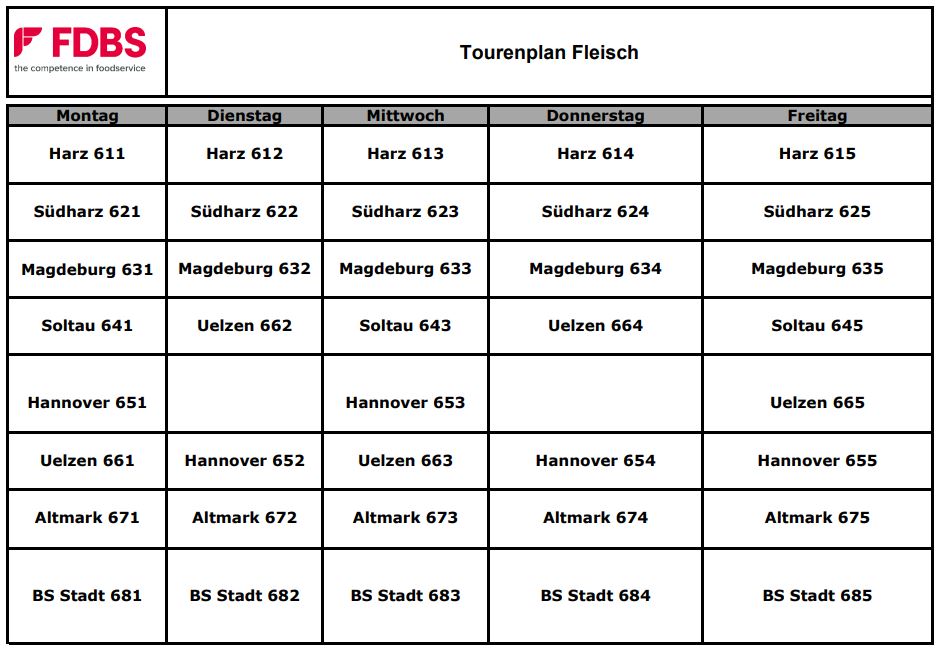 FDBS
the competence in foodservice
Tourenplan Fleisch
Montag Dienstag Mittwoch Donnerstag Freitag
Harz 611 Harz 612 Harz 613 Harz 614 Harz 615
Südharz 621 Südharz 622 Südharz 623 Südharz 624 Südharz 625
Magdeburg 631 Magdeburg 632 Magdeburg 633 Magdeburg 634 Magdeburg 635
Soltau 641 Uelzen 662 Soltau 643 Uelzen 664 Soltau 645
Hannover 651 Hannover 653 Uelzen 665
Uelzen 661 Hannover 652 Uelzen 663 Hannover 654 Hannover 655
Altmark 671 Altmark 672 Altmark 673 Altmark 674 Altmark 675
BS Stadt 681 BS Stadt 682 BS Stadt 683 BS Stadt 684 BS Stadt 685